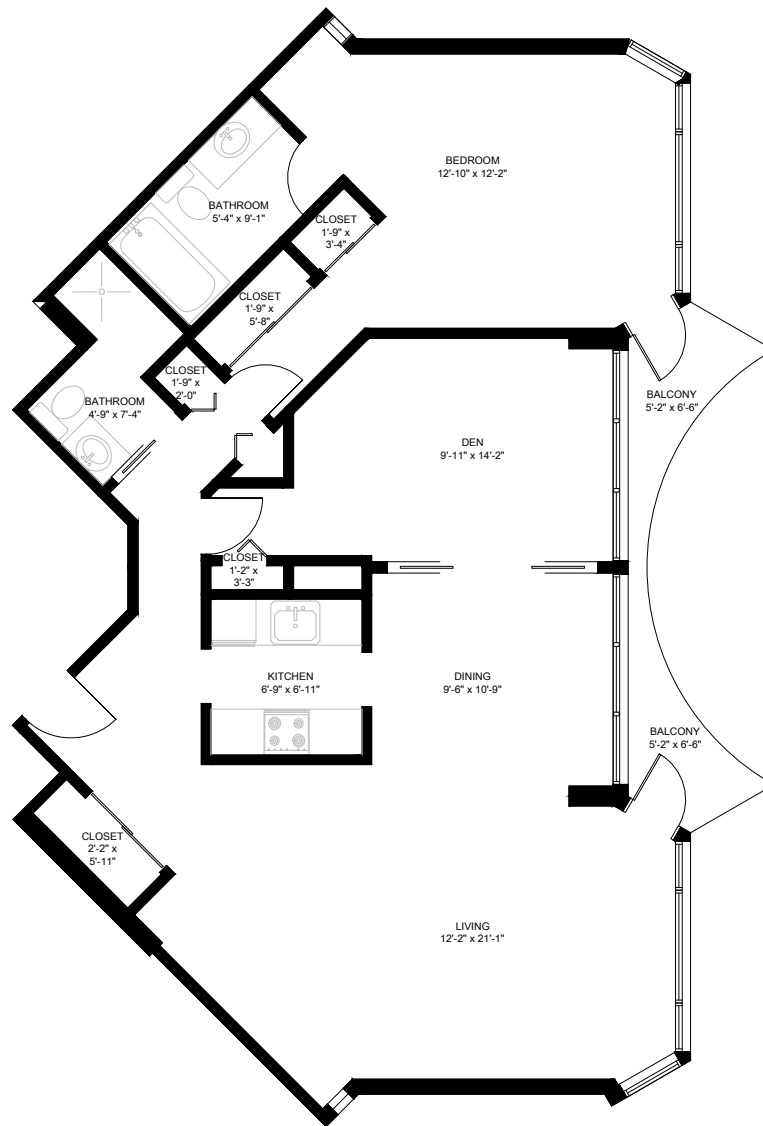 BEDROOM
12'-10" x 12'-2"
BATHROOM
5'-4" x 9'-1"
CLOSET
1'-9" x
3'-4"
CLOSET
1'-9" x
5'-8"
CLOSET
1'-9" x
2'-0"
BATHROOM
4'-9" x 7'-4"
BALCONY
5'-2" x 6'-6"
DEN
9'-11" x 14'-2"
CLOSET
1'-2" x
3'-3"
KITCHEN
6'-9" x 6'-11"
DINING
9'-6" x 10'-9"
BALCONY
5'-2" x 6'-6"
CLOSET
2'-2" x
5'-11"
LIVING
12'-2" x 21'-1"